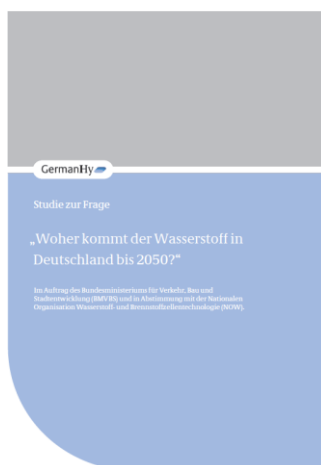 GermanHy
Studie zur Frage
„Woher kommt der Wasserstoff in
Deutschland bis 2050?“
Im Auftrag des Bundesministeriums für Verkehr, Bau und
Stadtentwicklung (BMVBS) und in Abstimmung mit der Nationalen
Organisation Wasserstoff- und Brennstoffzellentechnologie (NOW).